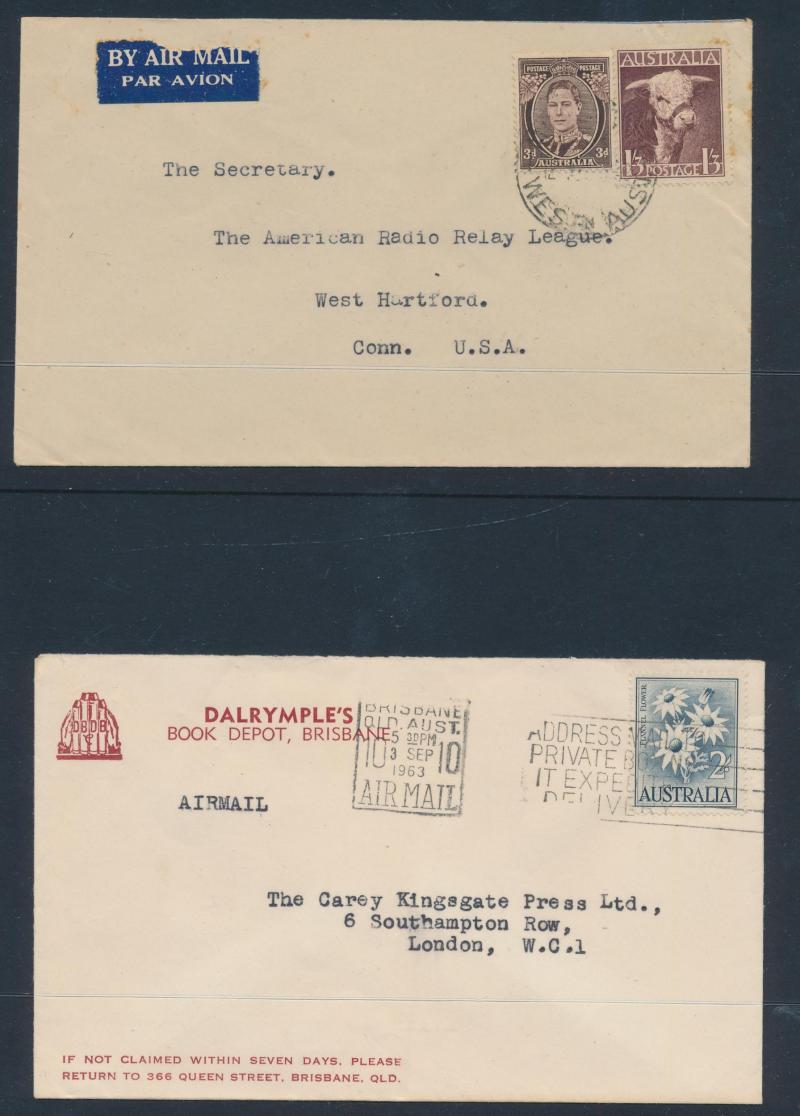 BY AIR MAIL
PAR AVION
POSTAGE POSTAGE
3d 3d
AUSTRALIA
AUSTRALIA
1/3 POSTAGE 1/3
The Secretary.
The American Radio Relay League.
West Hartford.
Conn. U.S.A.
DBDB
DALRYMPLE'S
BOOK DEPOT, BRISBANE
BRISBANE
QLD. AUST.
5 30PM
10 3 SEP 10
1963
AIR MAIL
ADDRESS
PRIVATE
IT
DELIVERY
FLANNEL FLOWER
2/-
AUSTRALIA
AIRMAIL
The Carey Kingsgate Press Ltd.,
6 Southampton Row,
London, W.C.1
IF NOT CLAIMED WITHIN SEVEN DAYS, PLEASE
RETURN TO 366 QUEEN STREET, BRISBANE, QLD.